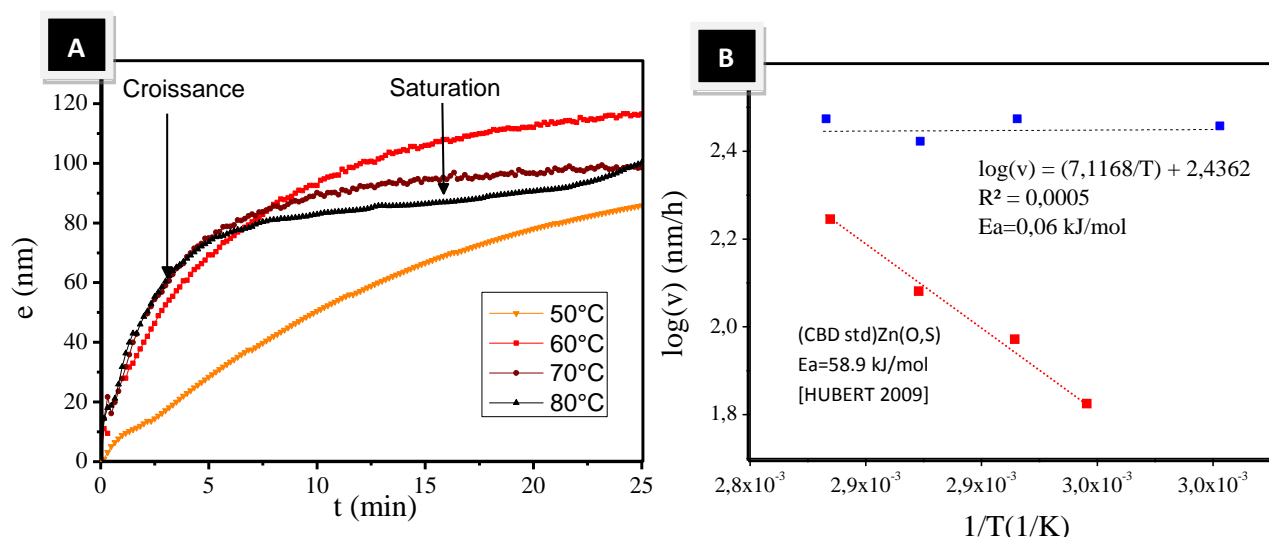 A
Croissance
Saturation
120
100
80
60
40
20
0
e (nm)
50°C
60°C
70°C
80°C
0
5
10
15
20
25
t (min)
B
2,4
2,2
2,0
1,8
log(v) (nm/h)
log(v) = (7,1168/T) + 2,4362
R² = 0,0005
Ea=0,06 kJ/mol
(CBD std)Zn(O,S)
Ea=58.9 kJ/mol
[HUBERT 2009]
2,8x10⁻³
2,9x10⁻³
2,9x10⁻³
3,0x10⁻³
3,0x10⁻³
1/T(1/K)